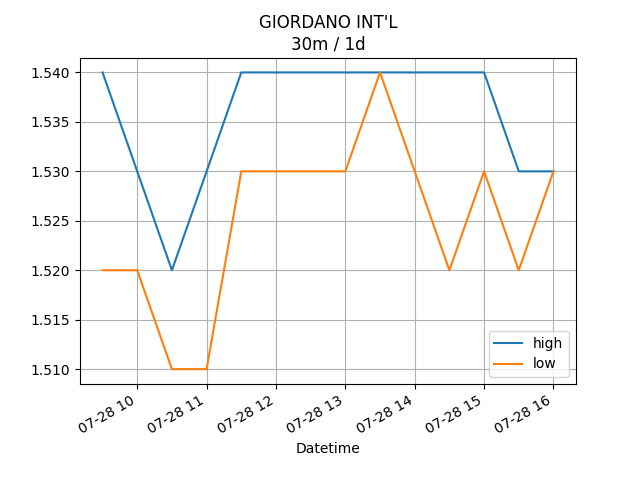 GIORDANO INT'L
30m / 1d
1.540
1.535
1.530
1.525
1.520
1.515
1.510
high
low
07-28 10
07-28 11
07-28 12
07-28 13
07-28 14
07-28 15
07-28 16
Datetime